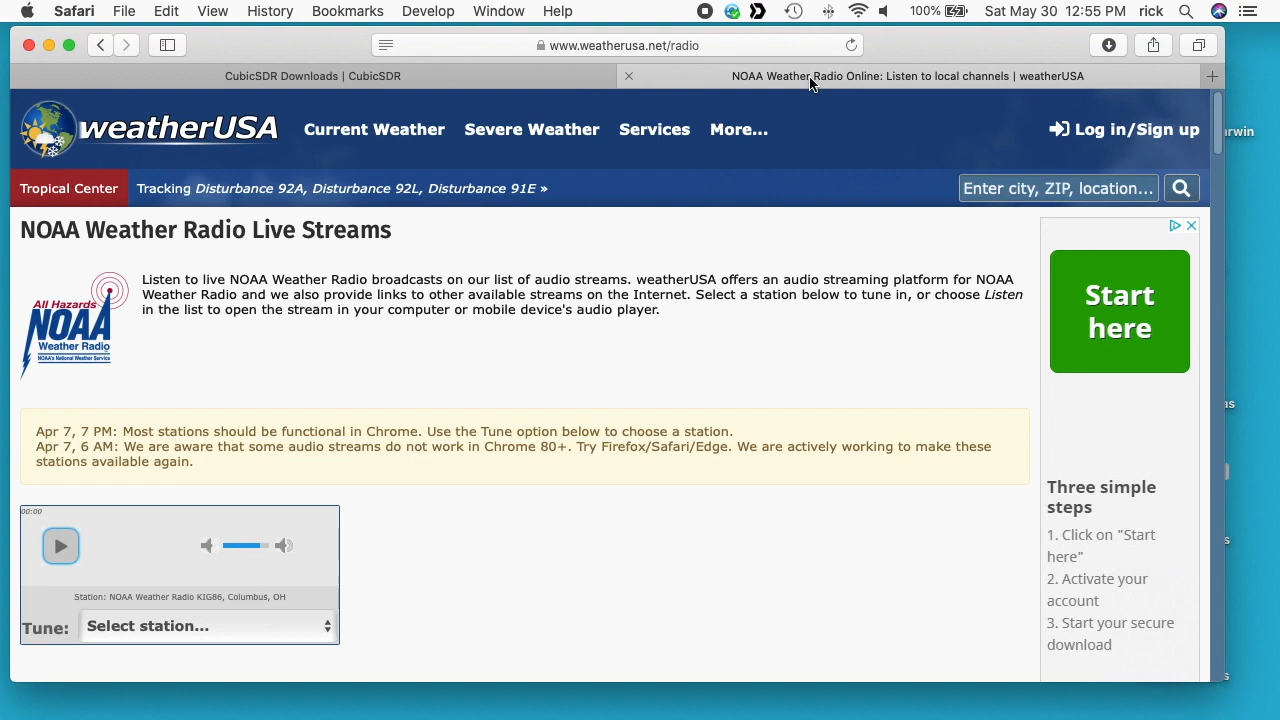 Safari File Edit View History Bookmarks Develop Window Help 100% Sat May 30 12:55 PM rick
www.weatherusa.net/radio
CubicSDR Downloads | CubicSDR
NOAA Weather Radio Online: Listen to local channels | weatherUSA
weatherUSA Current Weather Severe Weather Services More... Log in/Sign up
Tropical Center Tracking Disturbance 92A, Disturbance 92L, Disturbance 91E » Enter city, ZIP, location...
NOAA Weather Radio Live Streams
All Hazards
NOAA
Weather Radio
NOAA's National Weather Service
Listen to live NOAA Weather Radio broadcasts on our list of audio streams. weatherUSA offers an audio streaming platform for NOAA
Weather Radio and we also provide links to other available streams on the Internet. Select a station below to tune in, or choose Listen
in the list to open the stream in your computer or mobile device's audio player.
Apr 7, 7 PM: Most stations should be functional in Chrome. Use the Tune option below to choose a station.
Apr 7, 6 AM: We are aware that some audio streams do not work in Chrome 80+. Try Firefox/Safari/Edge. We are actively working to make these
stations available again.
00:00
Station: NOAA Weather Radio KIG86, Columbus, OH
Tune: Select station...
Start
here
Three simple
steps
1. Click on "Start
here"
2. Activate your
account
3. Start your secure
download